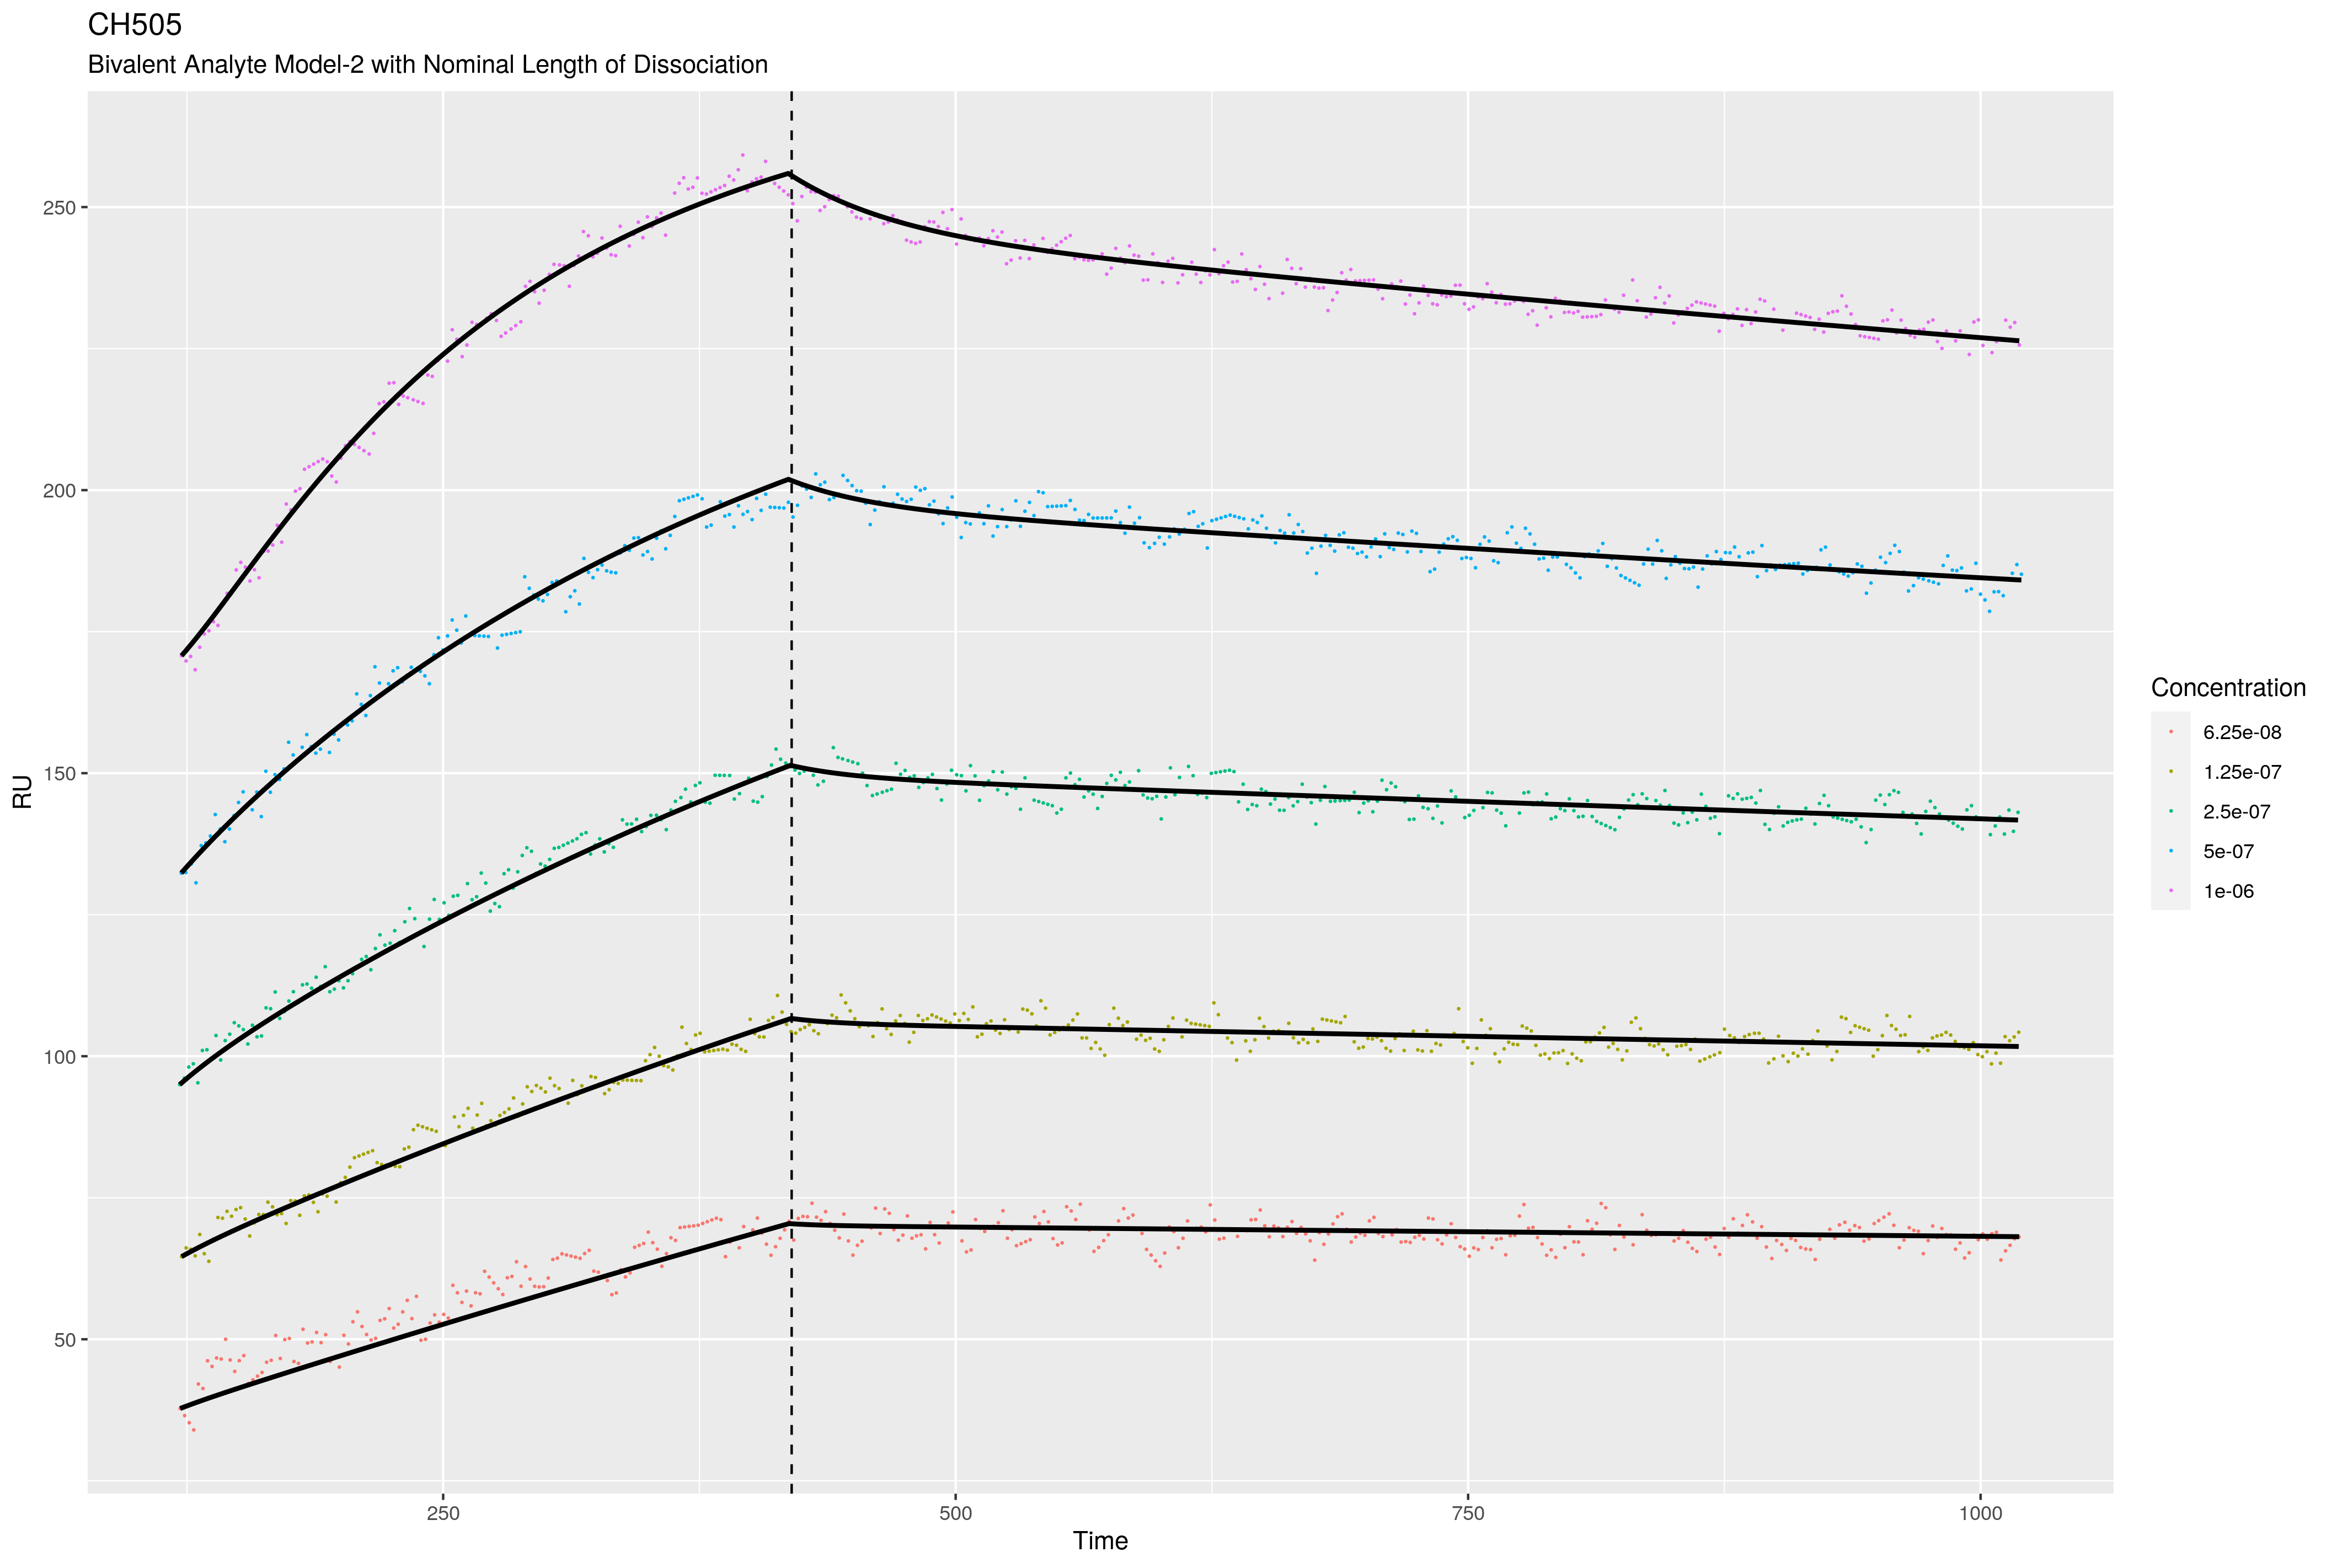 CH505
Bivalent Analyte Model-2 with Nominal Length of Dissociation
250
200
150
100
50
RU
250
500
750
1000
Time
Concentration
6.25e-08
1.25e-07
2.5e-07
5e-07
1e-06